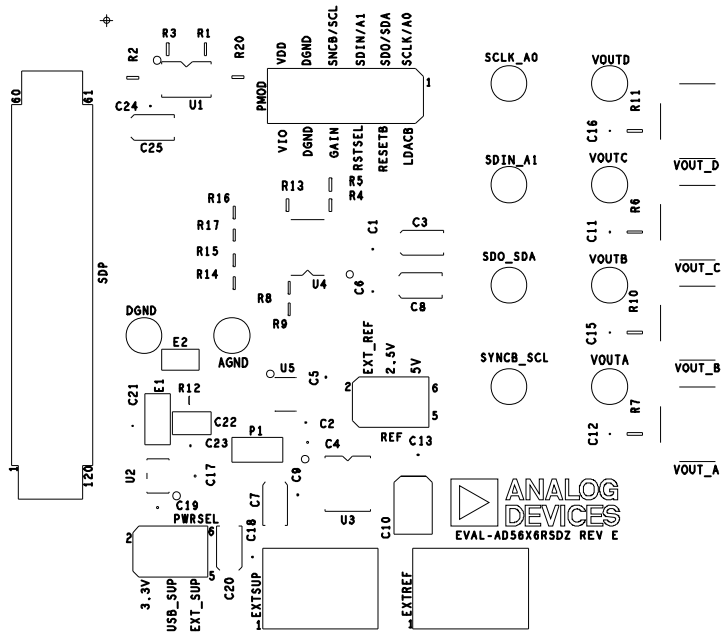 R3
R1
R2
R20
VDD
DGND
SNCB/SCL
SDIN/A1
SDO/SDA
SCLK/A0
PMOD
1
VIO
DGND
GAIN
RSTSEL
RESETB
LDACB
60
61
C24
U1
C25
SCLK_A0
VOUTD
R11
C16
VOUT_D
SDIN_A1
VOUTC
R6
C11
VOUT_C
R13
R5
R4
R16
R17
R15
R14
C1
C3
SDP
U4
C6
C8
R8
R9
SDO_SDA
VOUTB
R10
C15
VOUT_B
DGND
AGND
E2
EXT_REF
2.5V
5V
U5
C5
2
6
5
REF
SYNCB_SCL
VOUTA
R7
C12
VOUT_A
C21
E1
R12
C22
C23
P1
C2
C4
C13
1
120
U2
C17
C19
C9
C7
U3
C10
ANALOG
DEVICES
EVAL-AD56X6RSDZ REV E
PWRSEL
2
6
5
C18
C20
3.3V
USB_SUP
EXT_SUP
EXTSUP
1
EXTREF
1